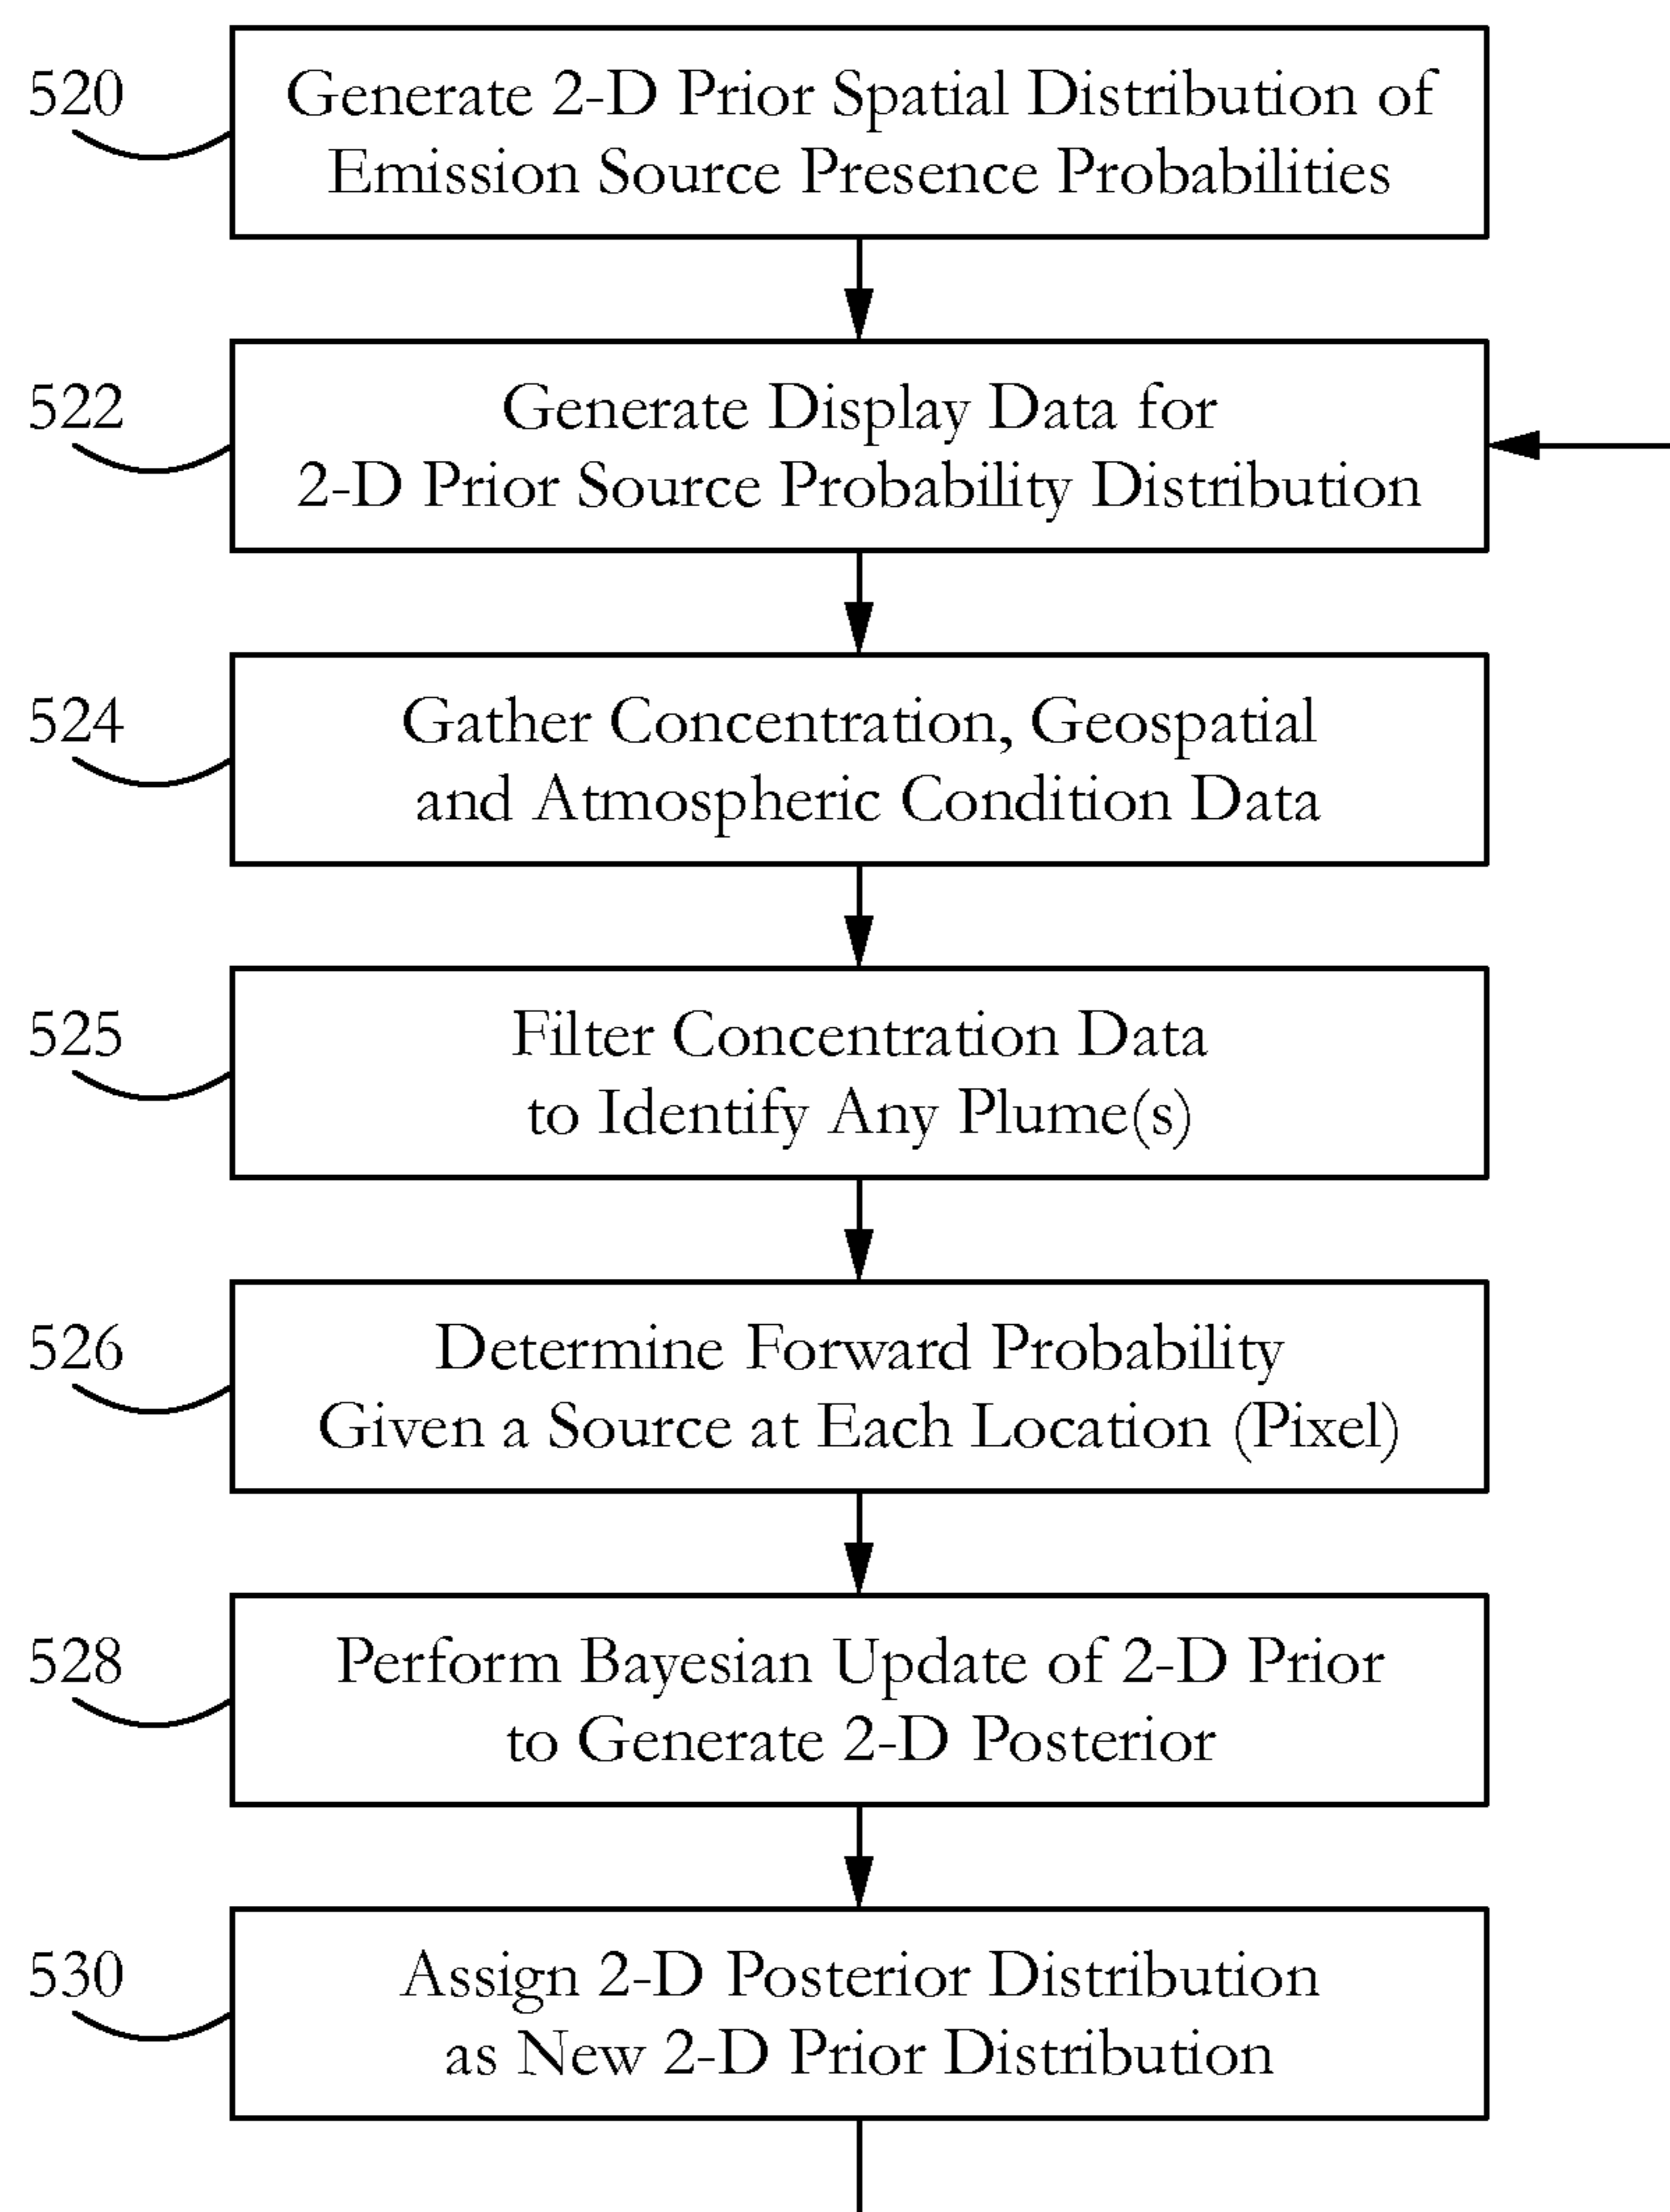 520
Generate 2-D Prior Spatial Distribution of
Emission Source Presence Probabilities
522
Generate Display Data for
2-D Prior Source Probability Distribution
524
Gather Concentration, Geospatial
and Atmospheric Condition Data
525
Filter Concentration Data
to Identify Any Plume(s)
526
Determine Forward Probability
Given a Source at Each Location (Pixel)
528
Perform Bayesian Update of 2-D Prior
to Generate 2-D Posterior
530
Assign 2-D Posterior Distribution
as New 2-D Prior Distribution